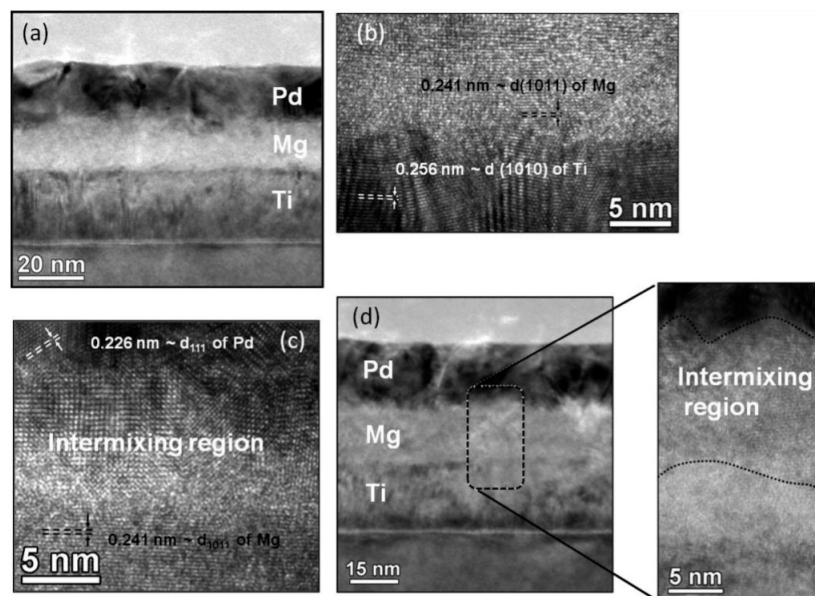 (a)
Pd
Mg
Ti
20 nm
(b)
0.241 nm ~ d(1011) of Mg
0.256 nm ~ d (1010) of Ti
5 nm
(c)
0.226 nm ~ d₁₁₁ of Pd
Intermixing region
0.241 nm ~ d₁₀₁₁ of Mg
5 nm
(d)
Pd
Mg
Ti
15 nm
Intermixing
region
5 nm